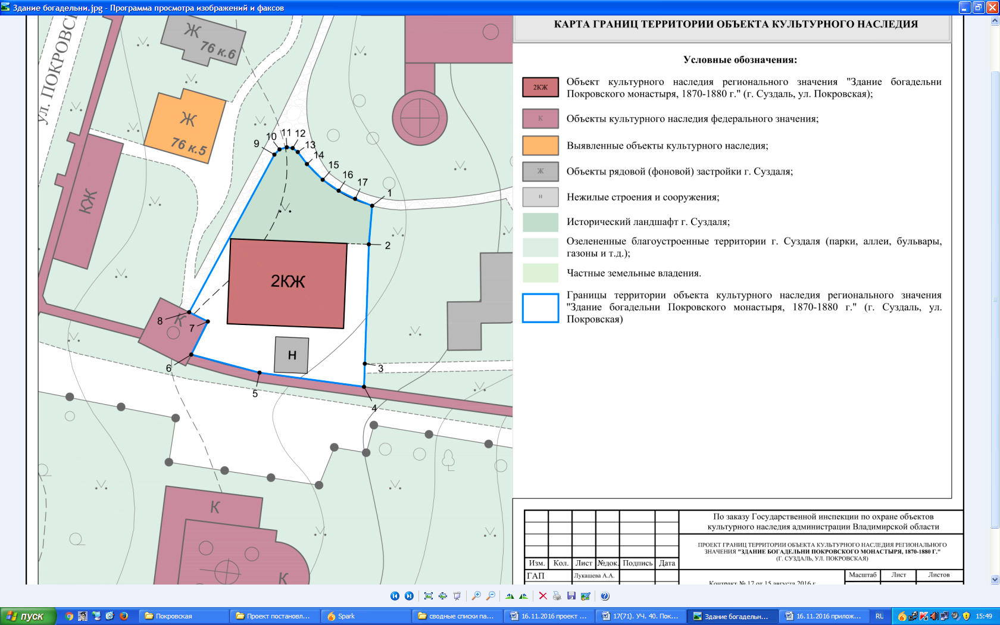 Здание богадельни.jpg - Программа просмотра изображений и факсов
КАРТА ГРАНИЦ ТЕРРИТОРИИ ОБЪЕКТА КУЛЬТУРНОГО НАСЛЕДИЯ
Условные обозначения:
2КЖ
Объект культурного наследия регионального значения "Здание богадельни
Покровского монастыря, 1870-1880 г." (г. Суздаль, ул. Покровская);
К
Объекты культурного наследия федерального значения;
Выявленные объекты культурного наследия;
Ж
Объекты рядовой (фоновой) застройки г. Суздаля;
Н
Нежилые строения и сооружения;
Исторический ландшафт г. Суздаля;
Озелененные благоустроенные территории г. Суздаля (парки, аллеи, бульвары,
газоны и т.д.);
Частные земельные владения.
Границы территории объекта культурного наследия регионального значения
"Здание богадельни Покровского монастыря, 1870-1880 г." (г. Суздаль, ул.
Покровская)
ул. ПОКРОВС
Ж
76 к.6
Ж
76 к.5
КЖ
9
10
11
12
13
14
15
16
17
1
2
2КЖ
8
7
К
6
Н
3
5
4
К
К
По заказу Государственной инспекции по охране объектов
культурного наследия администрации Владимирской области
ПРОЕКТ ГРАНИЦ ТЕРРИТОРИИ ОБЪЕКТА КУЛЬТУРНОГО НАСЛЕДИЯ РЕГИОНАЛЬНОГО
ЗНАЧЕНИЯ "ЗДАНИЕ БОГАДЕЛЬНИ ПОКРОВСКОГО МОНАСТЫРЯ, 1870-1880 Г."
(Г. СУЗДАЛЬ, УЛ. ПОКРОВСКАЯ)
Изм. Кол. Лист №док. Подпись Дата
ГАП Лукашева А.А.
Контракт № 17 от 15 августа 2016 г.
Масштаб Лист Листов
пуск
Покровская
Проект постановл...
Spark
сводные списки па...
16.11.2016 проект ...
17(71). УЧ. 40. Пок...
Здание богадельн...
16.11.2016 прилож...
RU
15:49